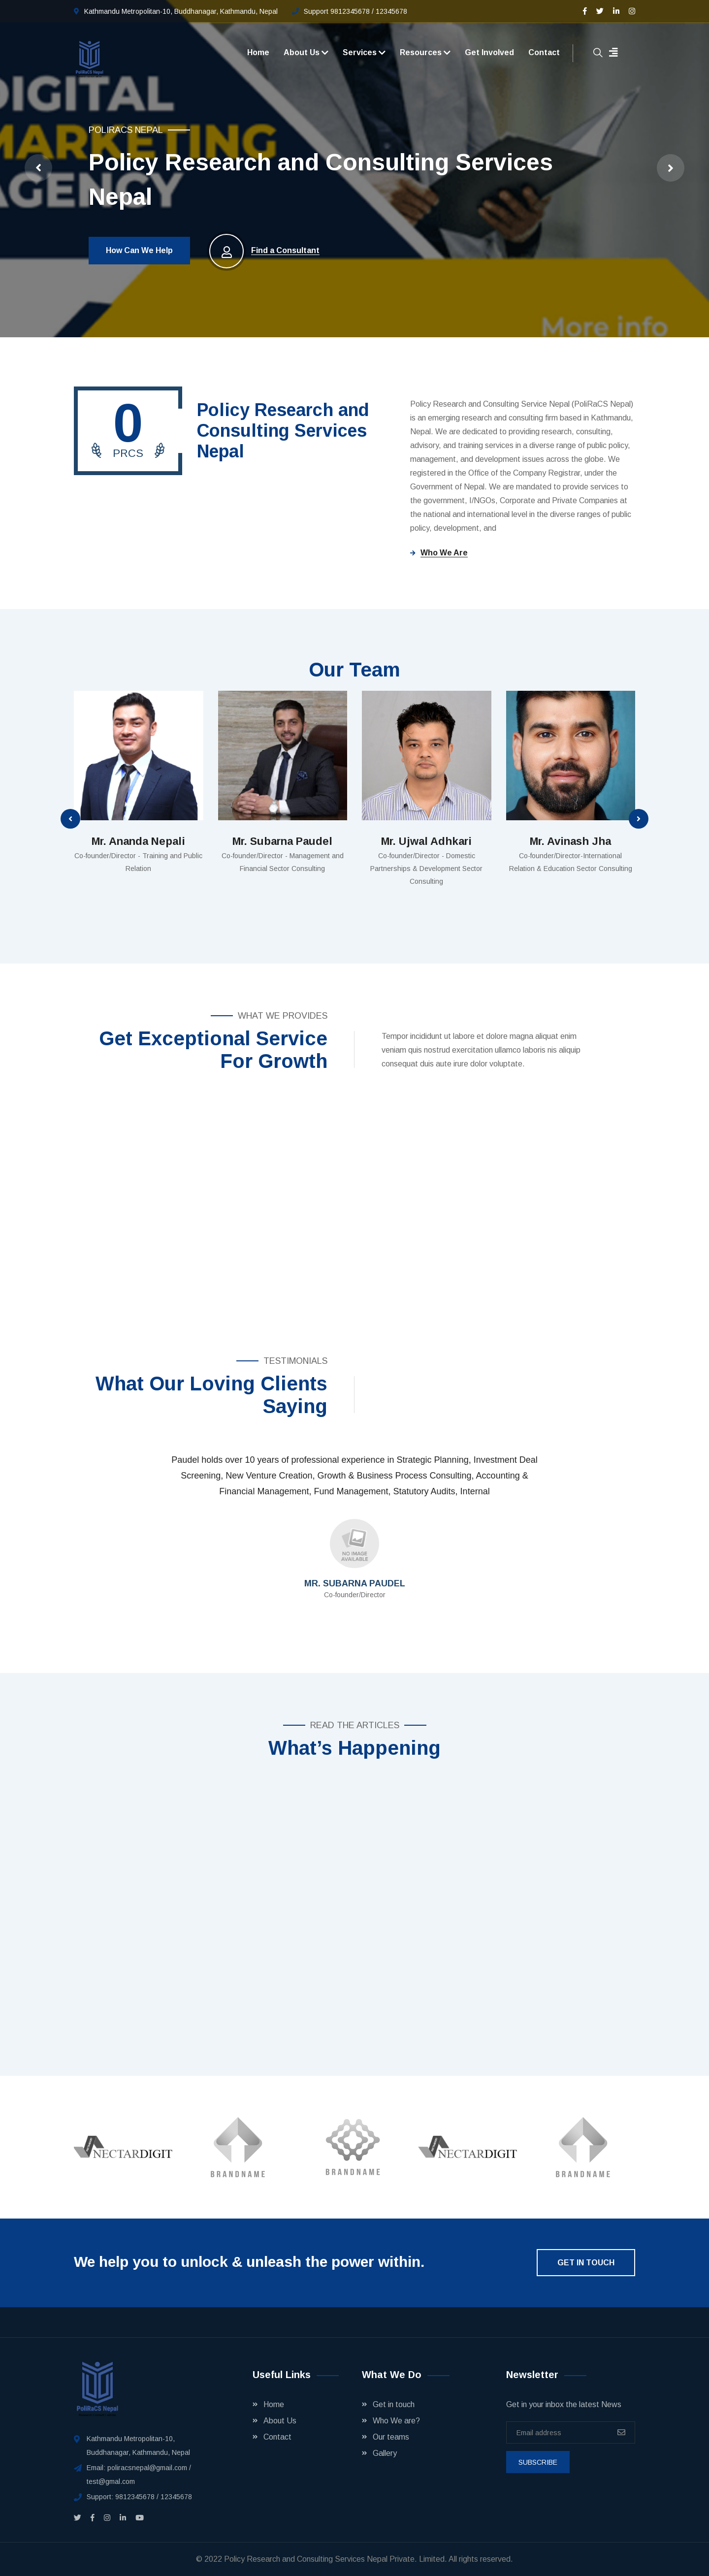 Kathmandu Metropolitan-10, Buddhanagar, Kathmandu, Nepal
Support 9812345678 / 12345678
PoliRaCS Nepal
Home
About Us
Services
Resources
Get Involved
Contact
DIGITAL
MARKETING
AGENCY
POLIRACS NEPAL
Policy Research and Consulting Services
Nepal
How Can We Help
Find a Consultant
More info
0
PRCS
Policy Research and
Consulting Services
Nepal
Policy Research and Consulting Service Nepal (PoliRaCS Nepal)
is an emerging research and consulting firm based in Kathmandu,
Nepal. We are dedicated to providing research, consulting,
advisory, and training services in a diverse range of public policy,
management, and development issues across the globe. We
registered in the Office of the Company Registrar, under the
Government of Nepal. We are mandated to provide services to
the government, I/NGOs, Corporate and Private Companies at
the national and international level in the diverse ranges of public
policy, development, and
Who We Are
Our Team
Mr. Ananda Nepali
Co-founder/Director - Training and Public
Relation
Mr. Subarna Paudel
Co-founder/Director - Management and
Financial Sector Consulting
Mr. Ujwal Adhkari
Co-founder/Director - Domestic
Partnerships & Development Sector
Consulting
Mr. Avinash Jha
Co-founder/Director-International
Relation & Education Sector Consulting
WHAT WE PROVIDES
Get Exceptional Service
For Growth
Tempor incididunt ut labore et dolore magna aliquat enim
veniam quis nostrud exercitation ullamco laboris nis aliquip
consequat duis aute irure dolor voluptate.
TESTIMONIALS
What Our Loving Clients
Saying
Paudel holds over 10 years of professional experience in Strategic Planning, Investment Deal
Screening, New Venture Creation, Growth & Business Process Consulting, Accounting &
Financial Management, Fund Management, Statutory Audits, Internal
NO IMAGE
AVAILABLE
MR. SUBARNA PAUDEL
Co-founder/Director
READ THE ARTICLES
What’s Happening
NECTARDIGIT
BRANDNAME
BRANDNAME
NECTARDIGIT
BRANDNAME
We help you to unlock & unleash the power within.
GET IN TOUCH
PoliRaCS Nepal
Kathmandu Metropolitan-10,
Buddhanagar, Kathmandu, Nepal
Email: poliracsnepal@gmail.com /
test@gmal.com
Support: 9812345678 / 12345678
Useful Links
Home
About Us
Contact
What We Do
Get in touch
Who We are?
Our teams
Gallery
Newsletter
Get in your inbox the latest News
Email address
SUBSCRIBE
© 2022 Policy Research and Consulting Services Nepal Private. Limited. All rights reserved.